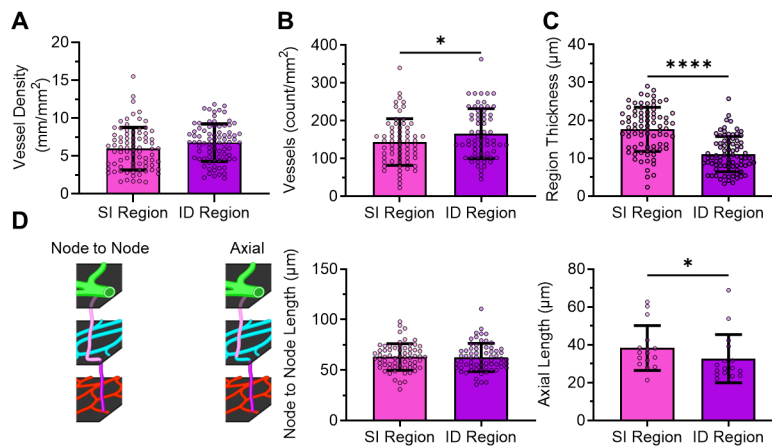 A
Vessel Density
(mm/mm²)
20
15
10
5
0
SI Region
ID Region
B
Vessels (count/mm²)
400
300
200
100
0
*
SI Region
ID Region
C
Region Thickness (µm)
40
30
20
10
0
****
SI Region
ID Region
D
Node to Node
Axial
Node to Node Length (µm)
150
100
50
0
SI Region
ID Region
Axial Length (µm)
80
60
40
20
0
*
SI Region
ID Region